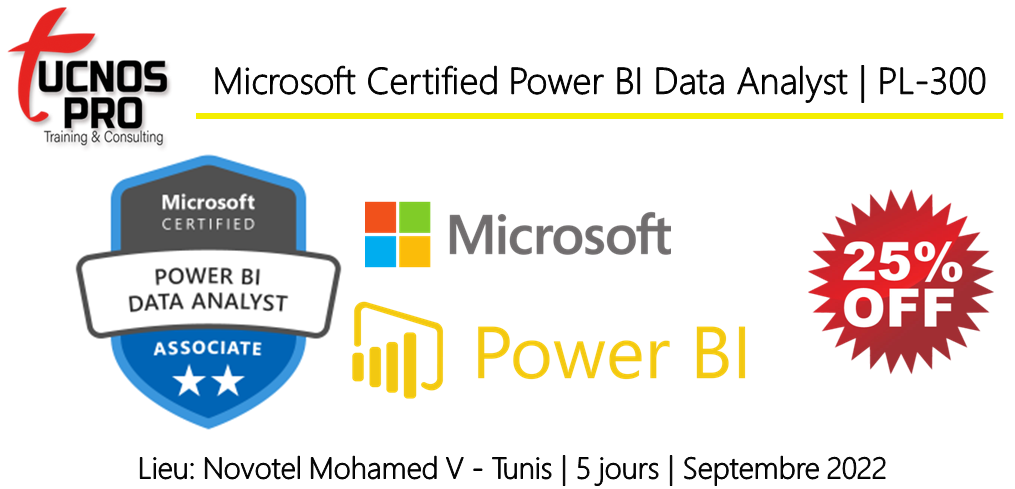 tUCNOS
PRO
Training & Consulting
Microsoft Certified Power BI Data Analyst | PL-300
Microsoft
CERTIFIED
POWER BI
DATA ANALYST
ASSOCIATE
Microsoft
Power BI
25%
OFF
Lieu: Novotel Mohamed V - Tunis | 5 jours | Septembre 2022